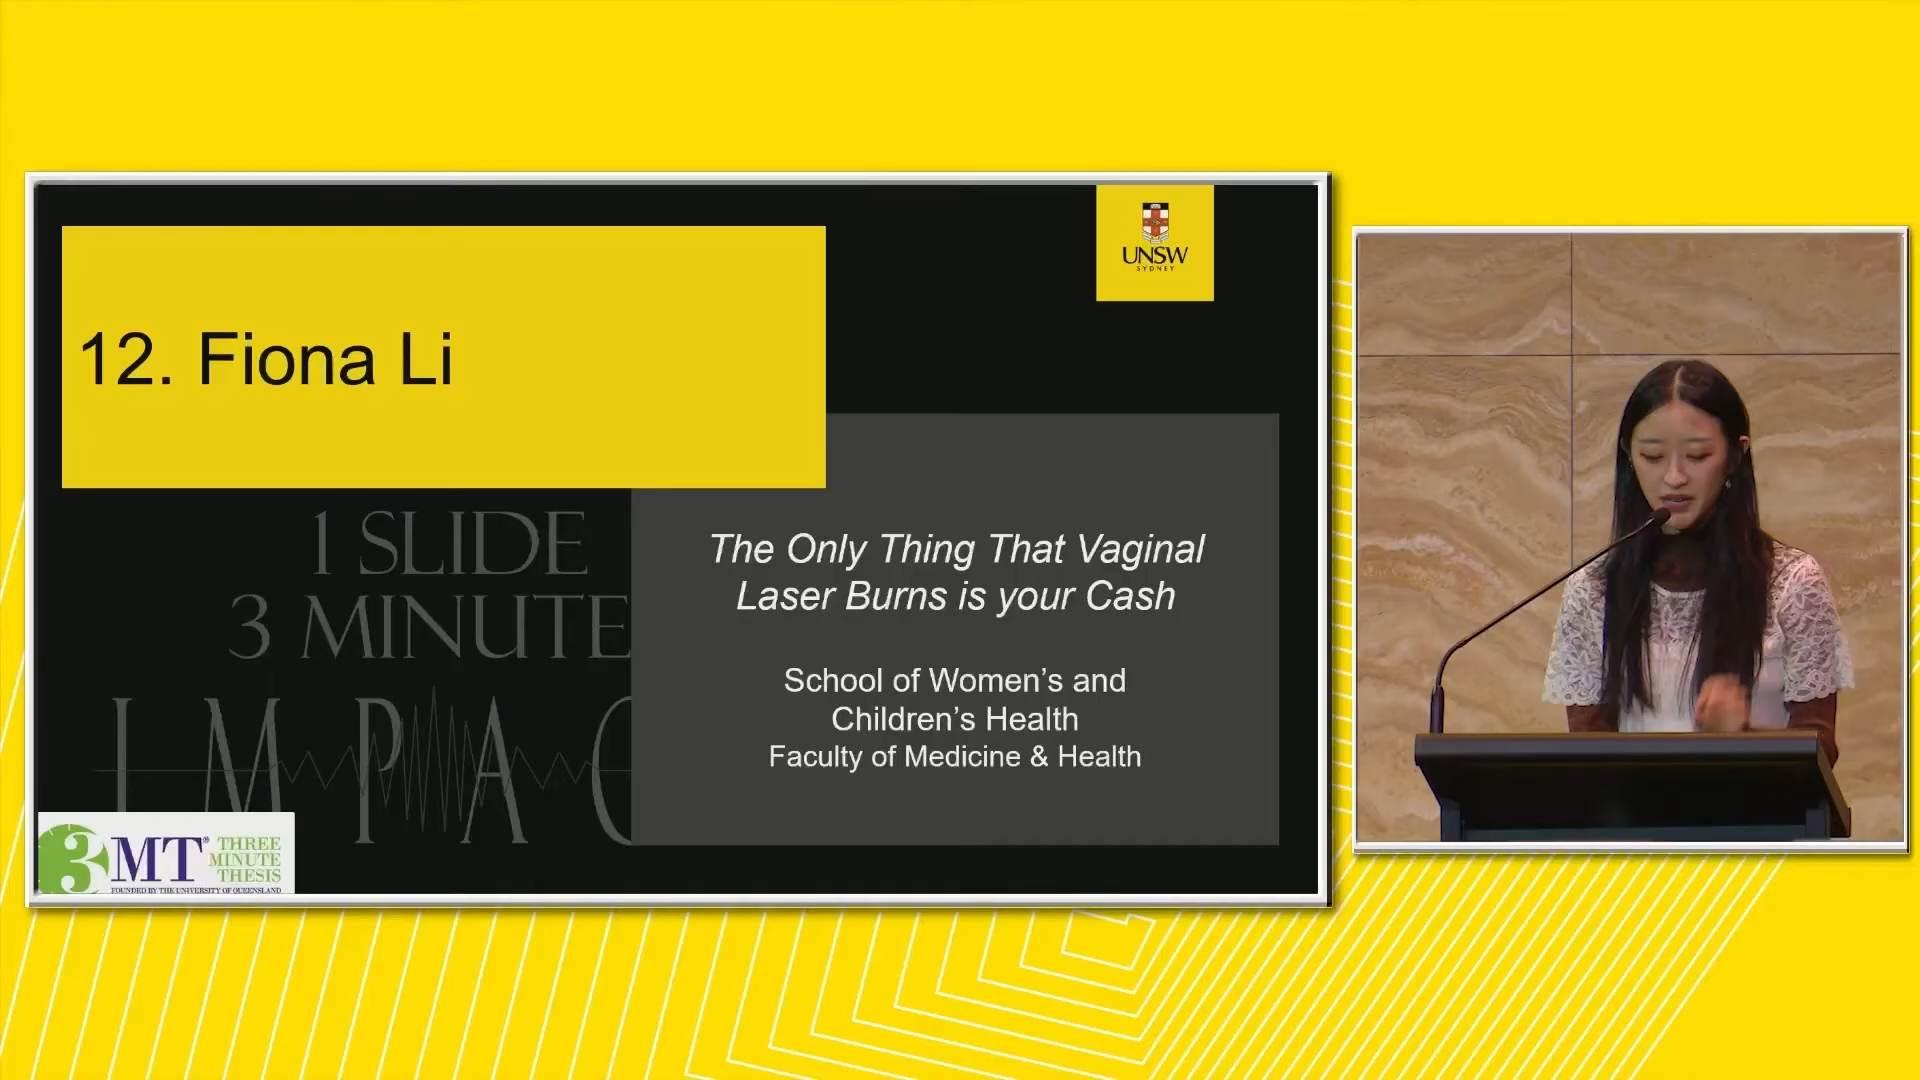 UNSW
SYDNEY
12. Fiona Li
1 SLIDE
3 MINUTE
IMPAC
The Only Thing That Vaginal
Laser Burns is your Cash
School of Women's and
Children's Health
Faculty of Medicine & Health
3MT® THREE
MINUTE
THESIS
FOUNDED BY THE UNIVERSITY OF QUEENSLAND